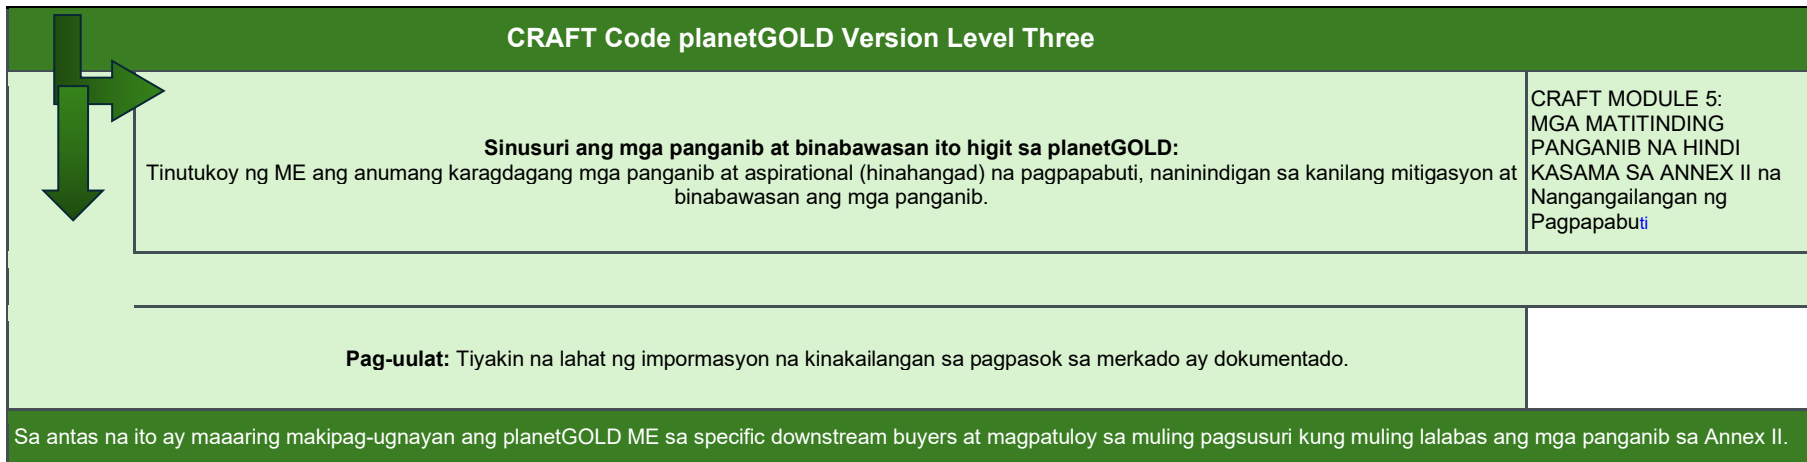 CRAFT Code planetGOLD Version Level Three
Sinusuri ang mga panganib at binabawasan ito higit sa planetGOLD:
Tinutukoy ng ME ang anumang karagdagang mga panganib at aspirational (hinahangad) na pagpapabuti, naninindigan sa kanilang mitigasyon at
binabawasan ang mga panganib.
CRAFT MODULE 5:
MGA MATITINDING
PANGANIB NA HINDI
KASAMA SA ANNEX II na
Nangangailangan ng
Pagpapabuti
Pag-uulat: Tiyakin na lahat ng impormasyon na kinakailangan sa pagpasok sa merkado ay dokumentado.
Sa antas na ito ay maaaring makipag-ugnayan ang planetGOLD ME sa specific downstream buyers at magpatuloy sa muling pagsusuri kung muling lalabas ang mga panganib sa Annex II.